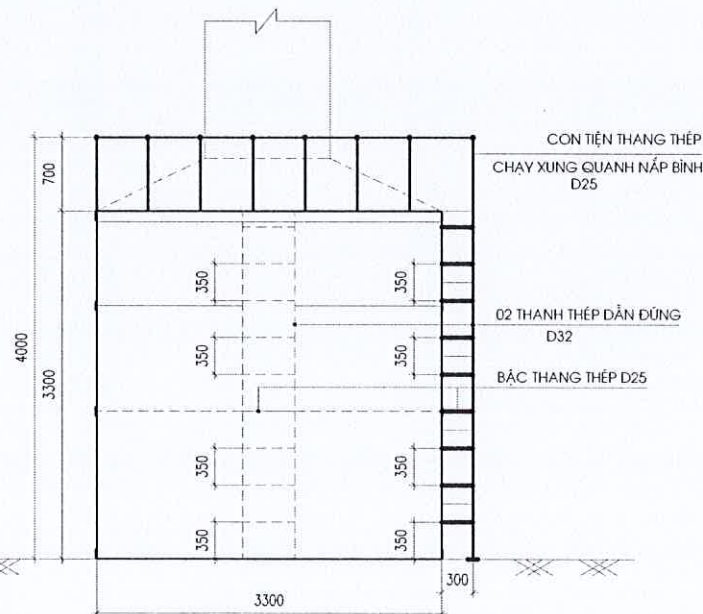 CON TIỆN THANG THÉP
CHẠY XUNG QUANH NẮP BÌNH
D25
700
350
350
4000
3300
02 THANH THÉP DẪN ĐỨNG
D32
350
350
BẬC THANG THÉP D25
350
350
350
350
300
3300